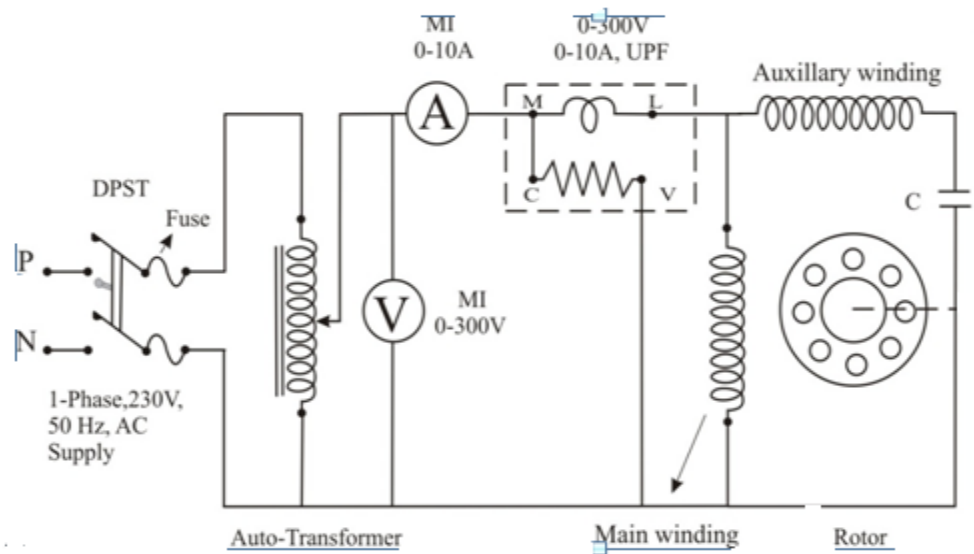 MI
0-10A
0-300V
0-10A, UPF
Auxillary winding
M
L
A
DPST
Fuse
C
V
C
P
V
MI
0-300V
N
1-Phase,230V,
50 Hz, AC
Supply
Auto-Transformer
Main winding
Rotor